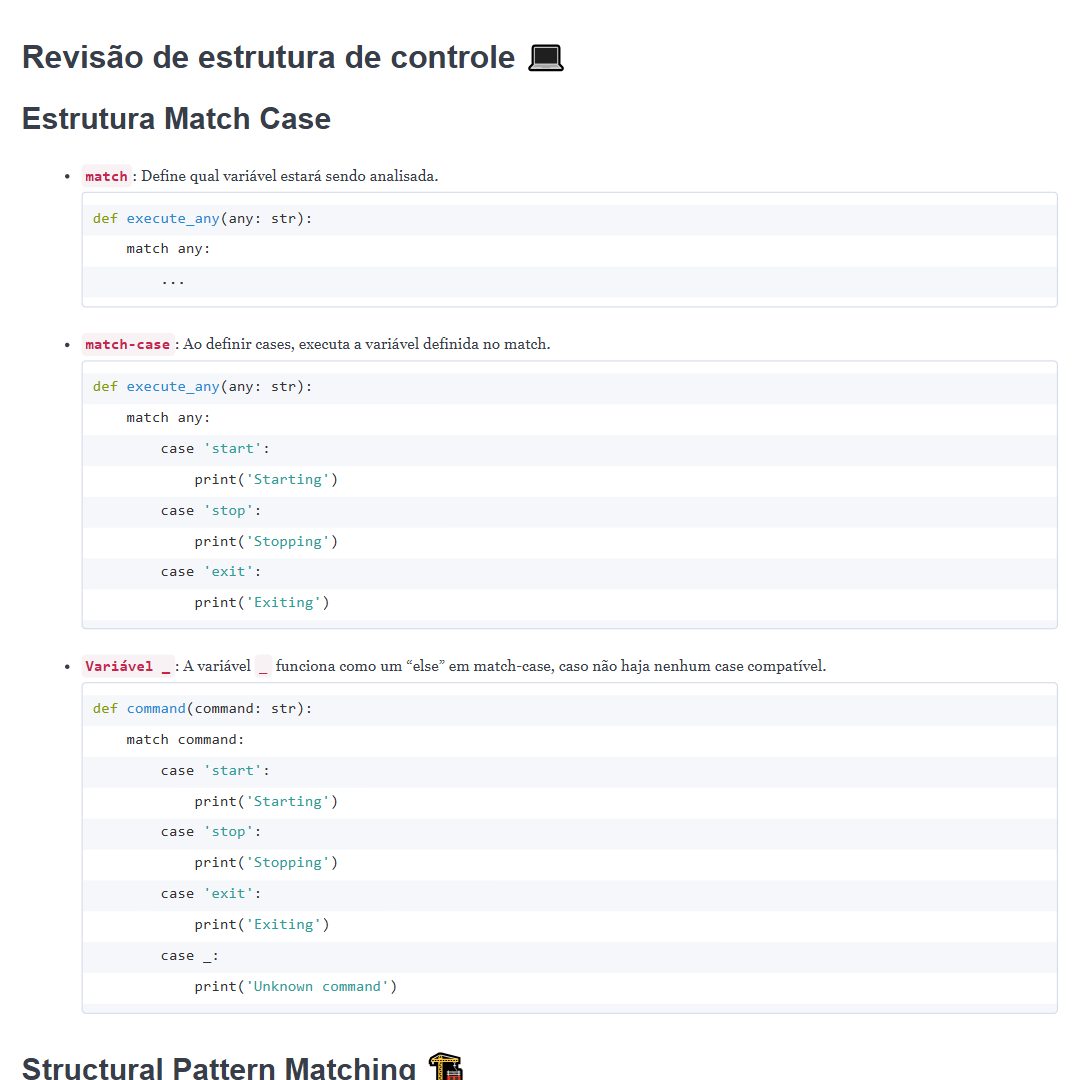 Revisão de estrutura de controle 💻
Estrutura Match Case
• match : Define qual variável estará sendo analisada.
def execute_any(any: str):
    match any:
        ...
• match-case : Ao definir cases, executa a variável definida no match.
def execute_any(any: str):
    match any:
        case 'start':
            print('Starting')
        case 'stop':
            print('Stopping')
        case 'exit':
            print('Exiting')
• Variável _ : A variável _ funciona como um “else” em match-case, caso não haja nenhum case compatível.
def command(command: str):
    match command:
        case 'start':
            print('Starting')
        case 'stop':
            print('Stopping')
        case 'exit':
            print('Exiting')
        case _:
            print('Unknown command')
Structural Pattern Matching 🏗️